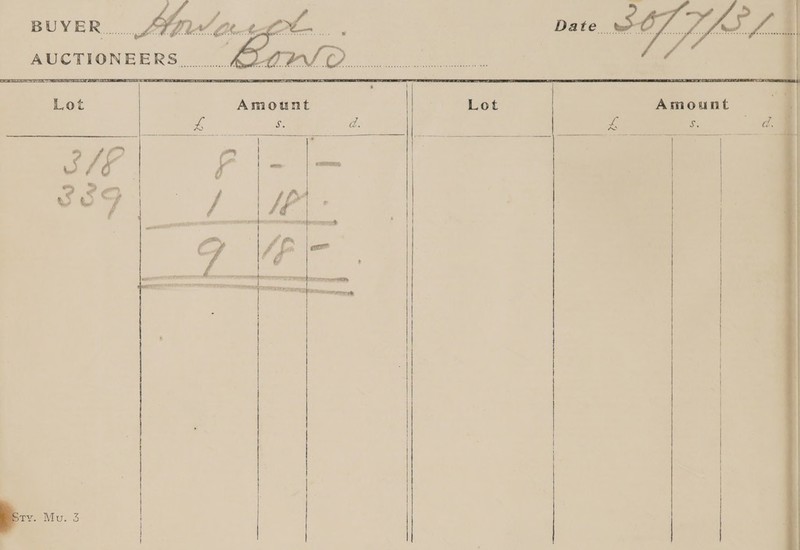 BUYER Howard. Date 30/7/31
AUCTIONEERS Bond
Lot Amount Lot Amount
£ s. d. £ s. d.
318 8 - -
339 1 18 .
9 18 - .
STY. MU. 3